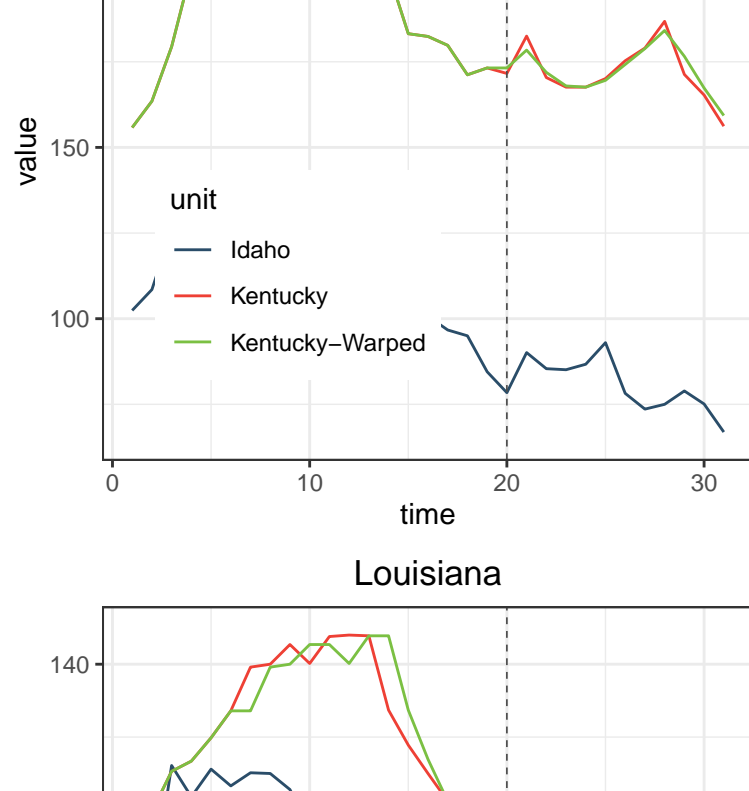 value
150
100
unit
Idaho
Kentucky
Kentucky−Warped
0
10
20
30
time
Louisiana
140